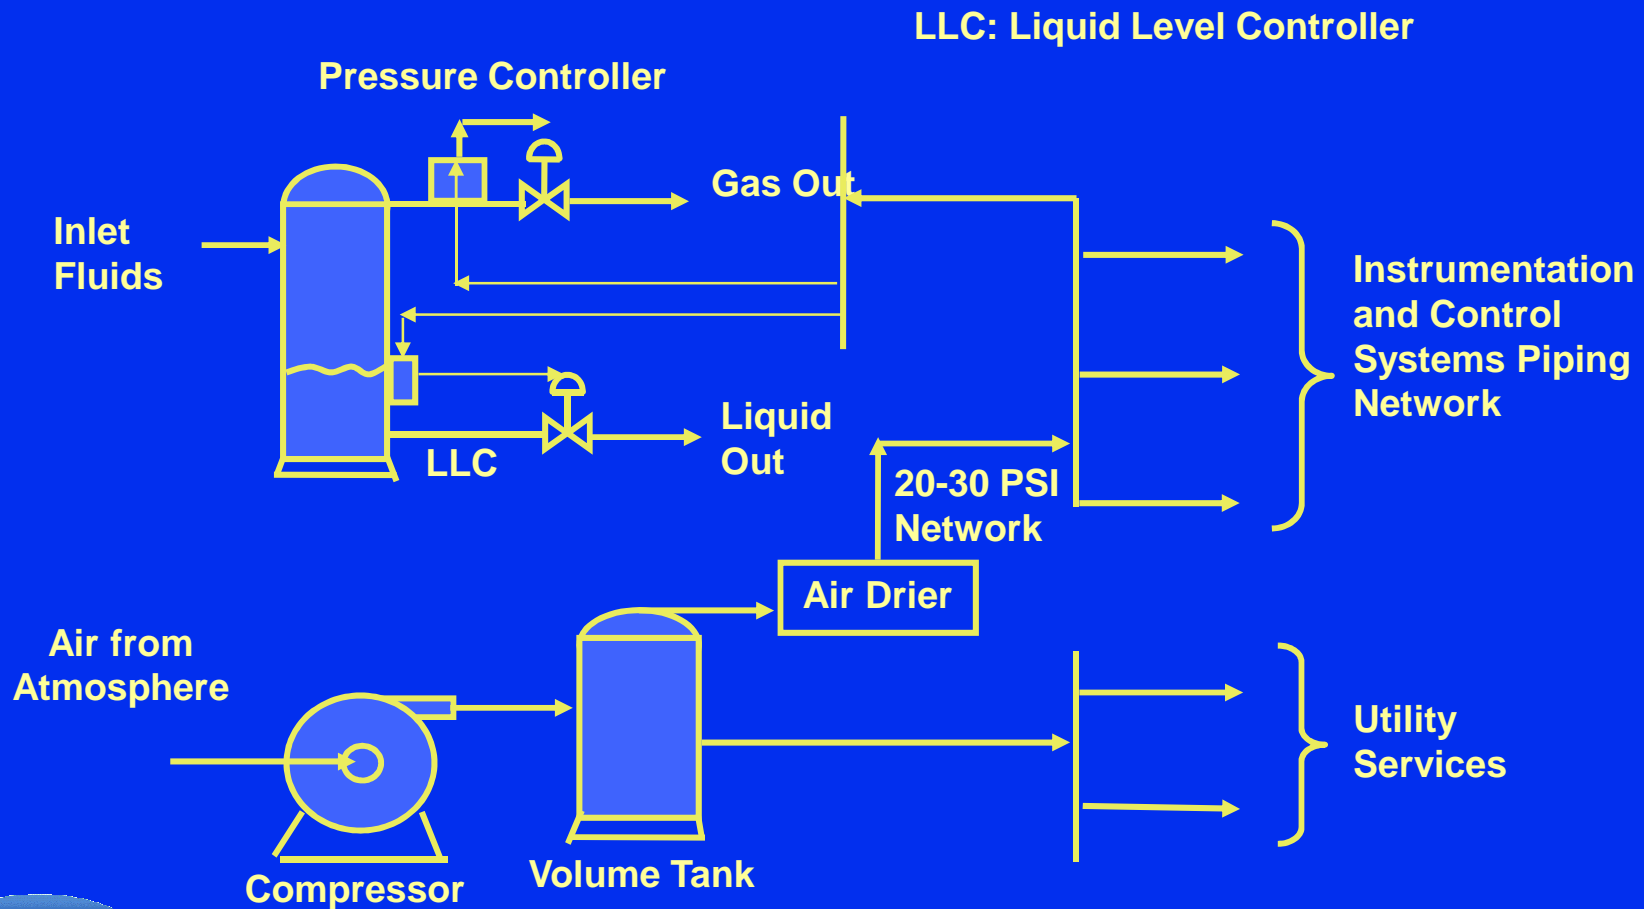 LLC: Liquid Level Controller
Pressure Controller
Gas Out
Inlet
Fluids
Instrumentation
and Control
Systems Piping
Network
Liquid
Out
LLC
20-30 PSI
Network
Air Drier
Air from
Atmosphere
Utility
Services
Volume Tank
Compressor